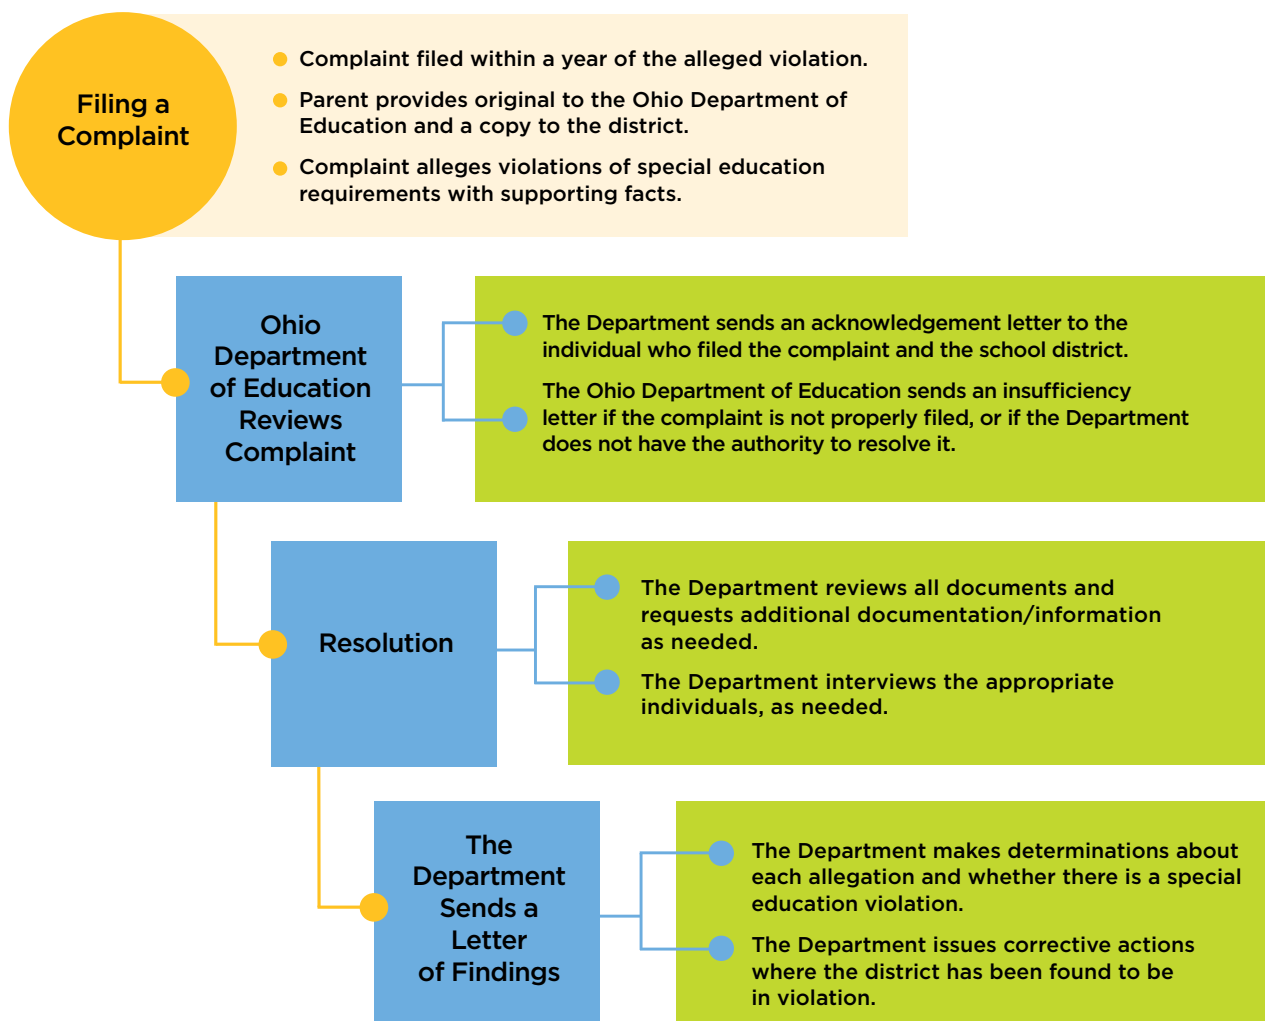 Filing a
Complaint
Complaint filed within a year of the alleged violation.
Parent provides original to the Ohio Department of
Education and a copy to the district.
Complaint alleges violations of special education
requirements with supporting facts.
Ohio
Department
of Education
Reviews
Complaint
The Department sends an acknowledgement letter to the
individual who filed the complaint and the school district.
The Ohio Department of Education sends an insufficiency
letter if the complaint is not properly filed, or if the Department
does not have the authority to resolve it.
Resolution
The Department reviews all documents and
requests additional documentation/information
as needed.
The Department interviews the appropriate
individuals, as needed.
The
Department
Sends a
Letter
of Findings
The Department makes determinations about
each allegation and whether there is a special
education violation.
The Department issues corrective actions
where the district has been found to be
in violation.